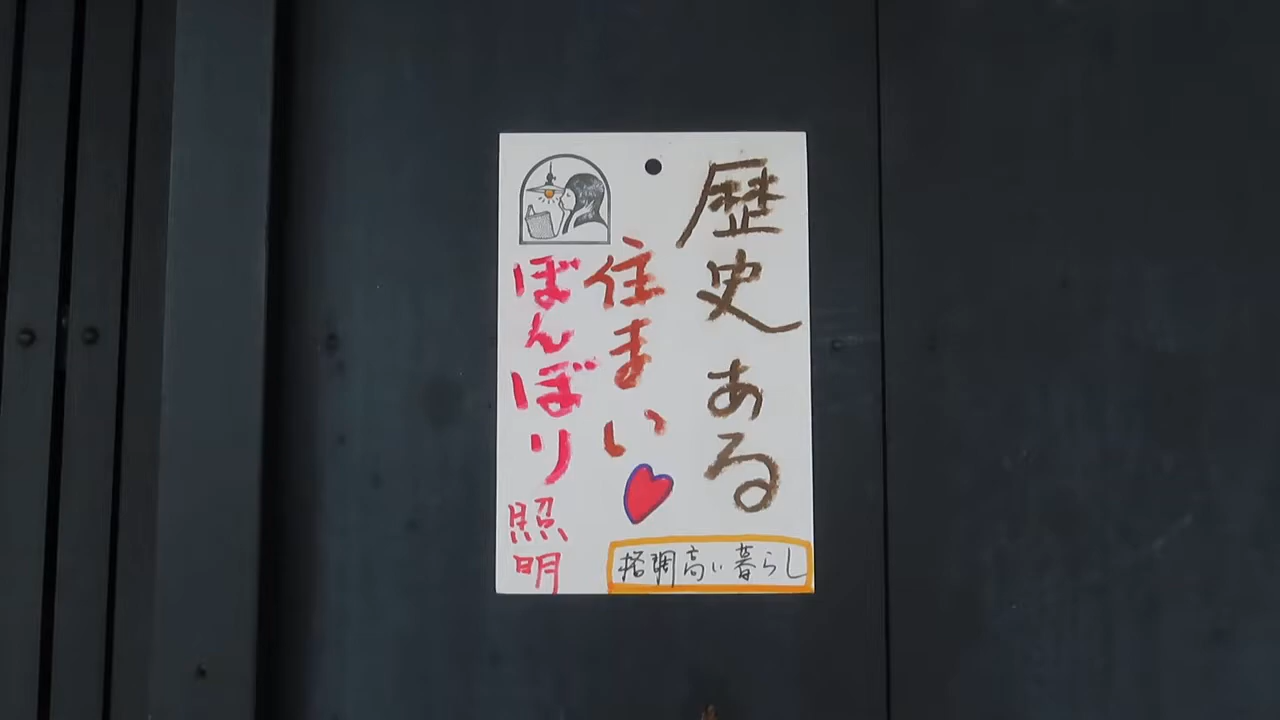 歴史ある
住まい
ぼんぼり照明
格調高い暮らし